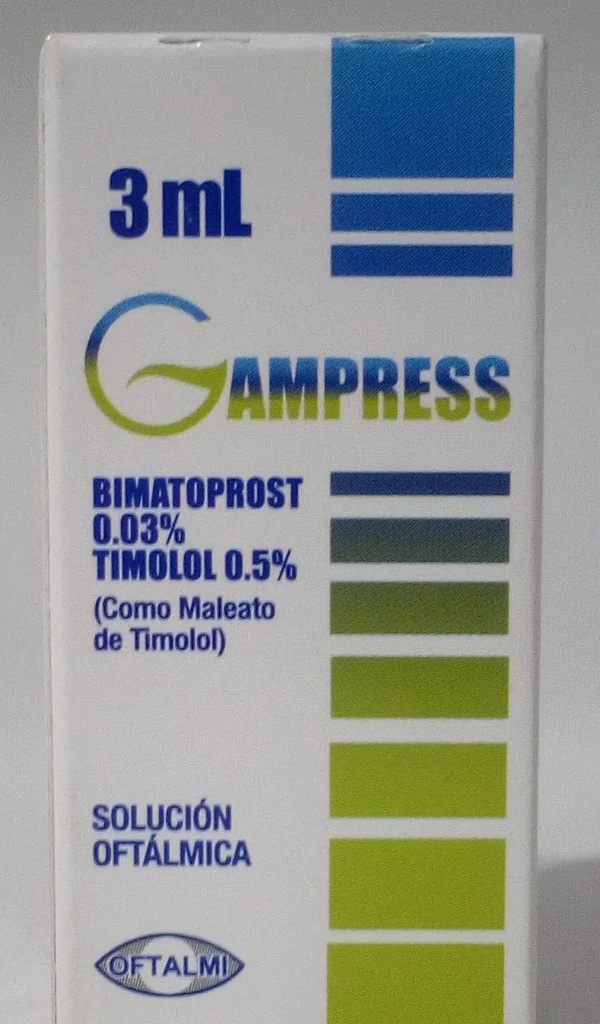 3 mL
GAMPRESS
BIMATOPROST
0.03%
TIMOLOL 0.5%
(Como Maleato
de Timolol)
SOLUCIÓN
OFTÁLMICA
OFTALMI